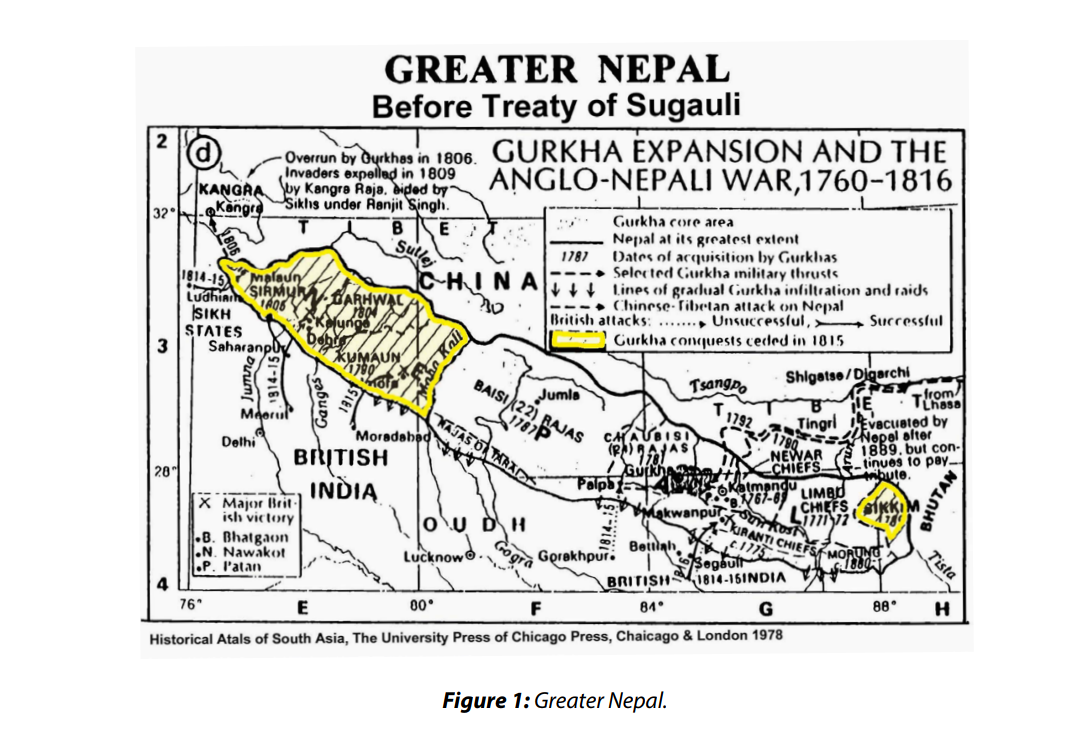 GREATER NEPAL
Before Treaty of Sugauli
2
d
Overrun by Gurkhas in 1806.
Invaders expelled in 1809
by Kangra Raja, aided by
Sikhs under Ranjit Singh.
GURKHA EXPANSION AND THE
ANGLO-NEPALI WAR, 1760-1816
KANGRA
Kangra
32°
T I B E T
Sutlej
CHINA
Gurkha core area
Nepal at its greatest extent
1787 Dates of acquisition by Gurkhas
Selected Gurkha military thrusts
Lines of gradual Gurkha infiltration and raids
Chinese-Tibetan attack on Nepal
British attacks: Unsuccessful, Successful
Gurkha conquests ceded in 1815
1806
1814-15
Ludhiana
SIKH
STATES
Malaun
SIRMUR
1806
GARHWAL
1804
Kalunga
Dehra
Saharanpur
3
KUMAUN
1790
Maha Kali
Jumna
1814-15
Ganges
1815
Meerut
Delhi
Moradabad
BRITISH
INDIA
BAISI (22) RAJAS
1787
Jumla
P
RAJAS OF TARAI
Tsangpo
Shigatse/Digarchi
T I B E T
from
Lhasa
1792
1790
Tingri
Arun
Evacuated by
Nepal after
1889, but con-
tinues to pay
tribute.
CHAUBISI
(24) RAJAS
1781
NEWAR
CHIEFS
28°
Gurkha
Palpa
Katmandu
1767-69
B.
LIMBU
CHIEFS
1771-72
L
SIKKIM
BHUTAN
X Major Brit-
ish victory
.B. Bhatgaon
.N. Nawakot
.P. Patan
OUDH
Makwanpur
Sun Kosi
KIRANTI CHIEFS
c.1775
MORUNG
c.1880
Tista
Lucknow
Gogra
Gorakhpur
1814-15
Bettiah
Segauli
BRITISH
1816
1814-15 INDIA
4
76°
E
80°
F
84°
G
88°
H
Historical Atals of South Asia, The University Press of Chicago Press, Chaicago & London 1978
Figure 1: Greater Nepal.